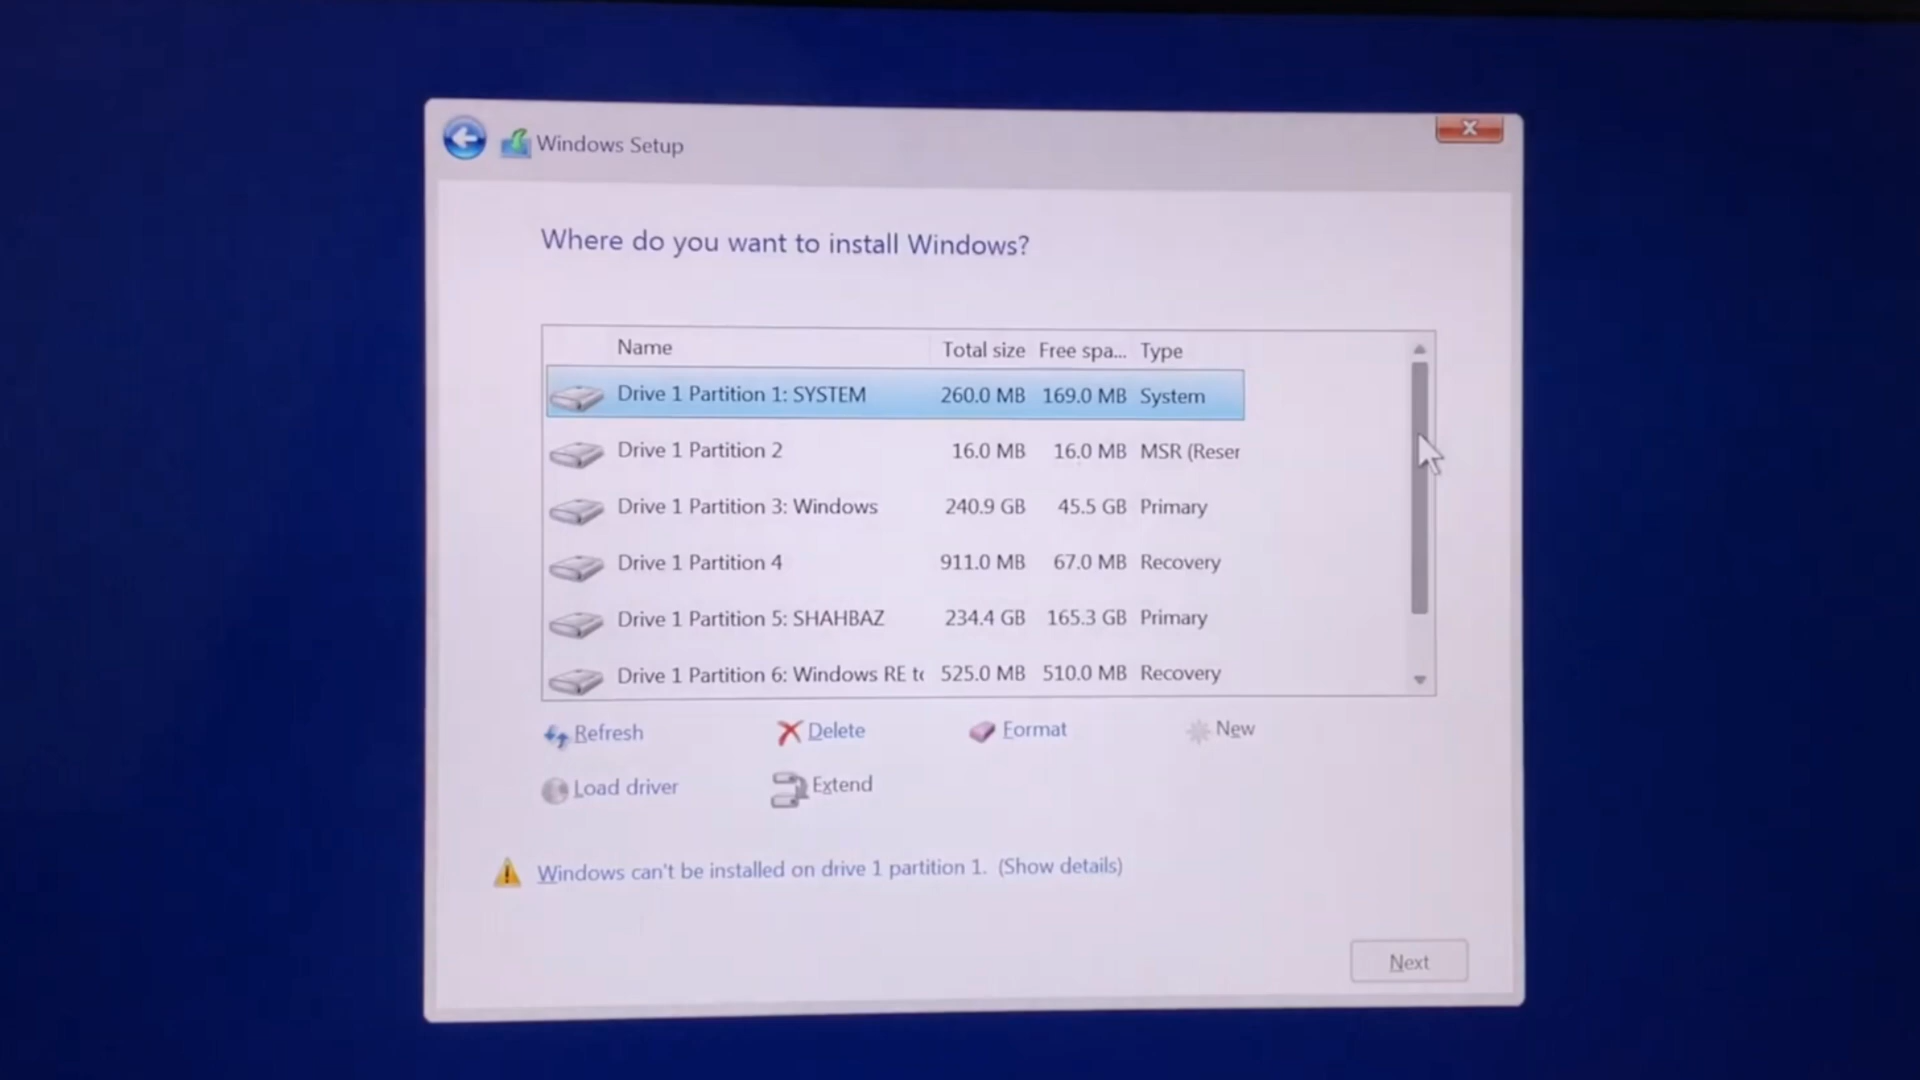 Windows Setup
Where do you want to install Windows?
Name Total size Free spa... Type
Drive 1 Partition 1: SYSTEM 260.0 MB 169.0 MB System
Drive 1 Partition 2 16.0 MB 16.0 MB MSR (Reser
Drive 1 Partition 3: Windows 240.9 GB 45.5 GB Primary
Drive 1 Partition 4 911.0 MB 67.0 MB Recovery
Drive 1 Partition 5: SHAHBAZ 234.4 GB 165.3 GB Primary
Drive 1 Partition 6: Windows RE to 525.0 MB 510.0 MB Recovery
Refresh Delete Format New
Load driver Extend
Windows can't be installed on drive 1 partition 1. (Show details)
Next